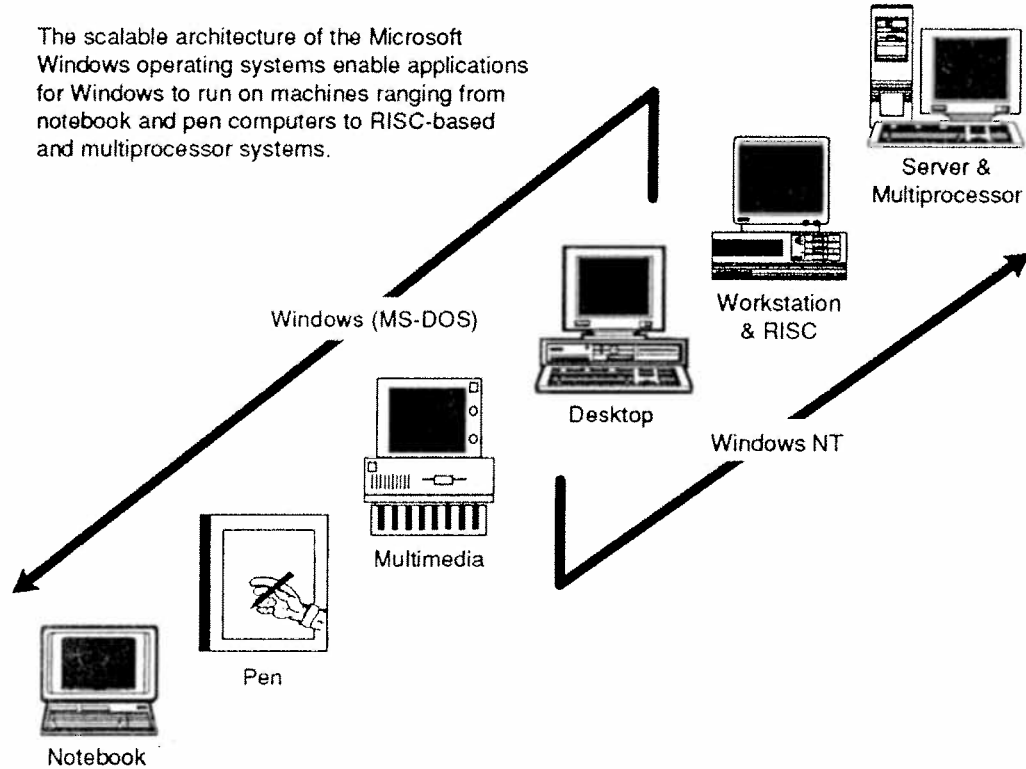 The scalable architecture of the Microsoft
Windows operating systems enable applications
for Windows to run on machines ranging from
notebook and pen computers to RISC-based
and multiprocessor systems.
Server &
Multiprocessor
Workstation
& RISC
Windows (MS-DOS)
Desktop
Windows NT
Multimedia
Pen
Notebook